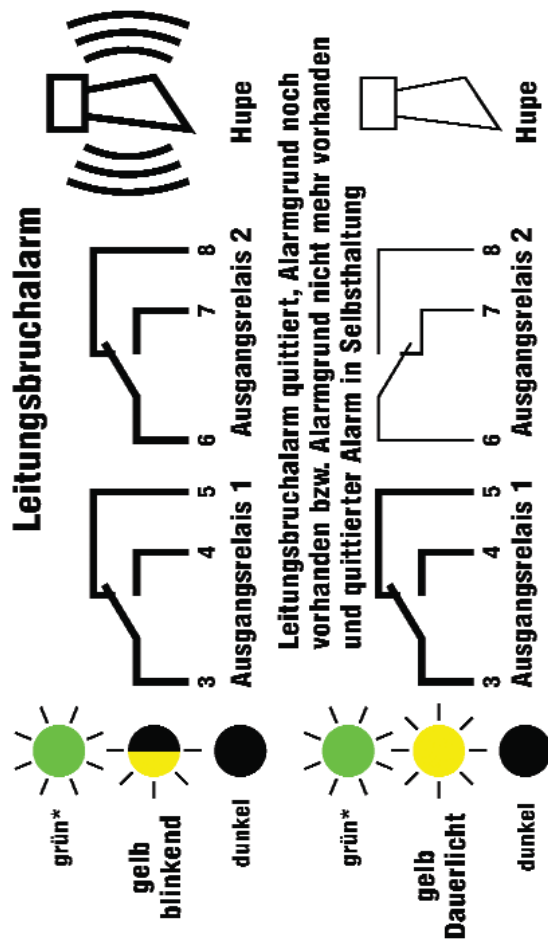 Leitungsbruchalarm
grün*
gelb
blinkend
dunkel
3 4 5
Ausgangsrelais 1
6 7 8
Ausgangsrelais 2
Hupe
Leitungsbruchalarm quittiert, Alarmgrund noch
vorhanden bzw. Alarmgrund nicht mehr vorhanden
und quittierter Alarm in Selbsthaltung
grün*
gelb
Dauerlicht
dunkel
3 4 5
Ausgangsrelais 1
6 7 8
Ausgangsrelais 2
Hupe